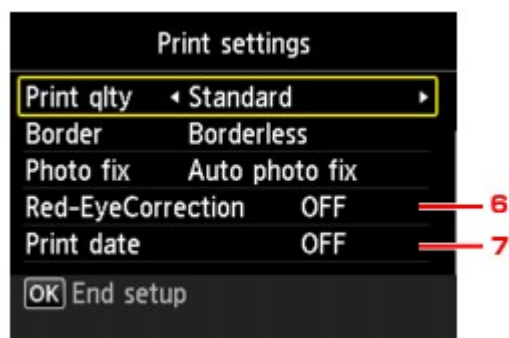 Print settings
Print qlty Standard
Border Borderless
Photo fix Auto photo fix
Red-EyeCorrection OFF 6
Print date OFF 7
OK End setup